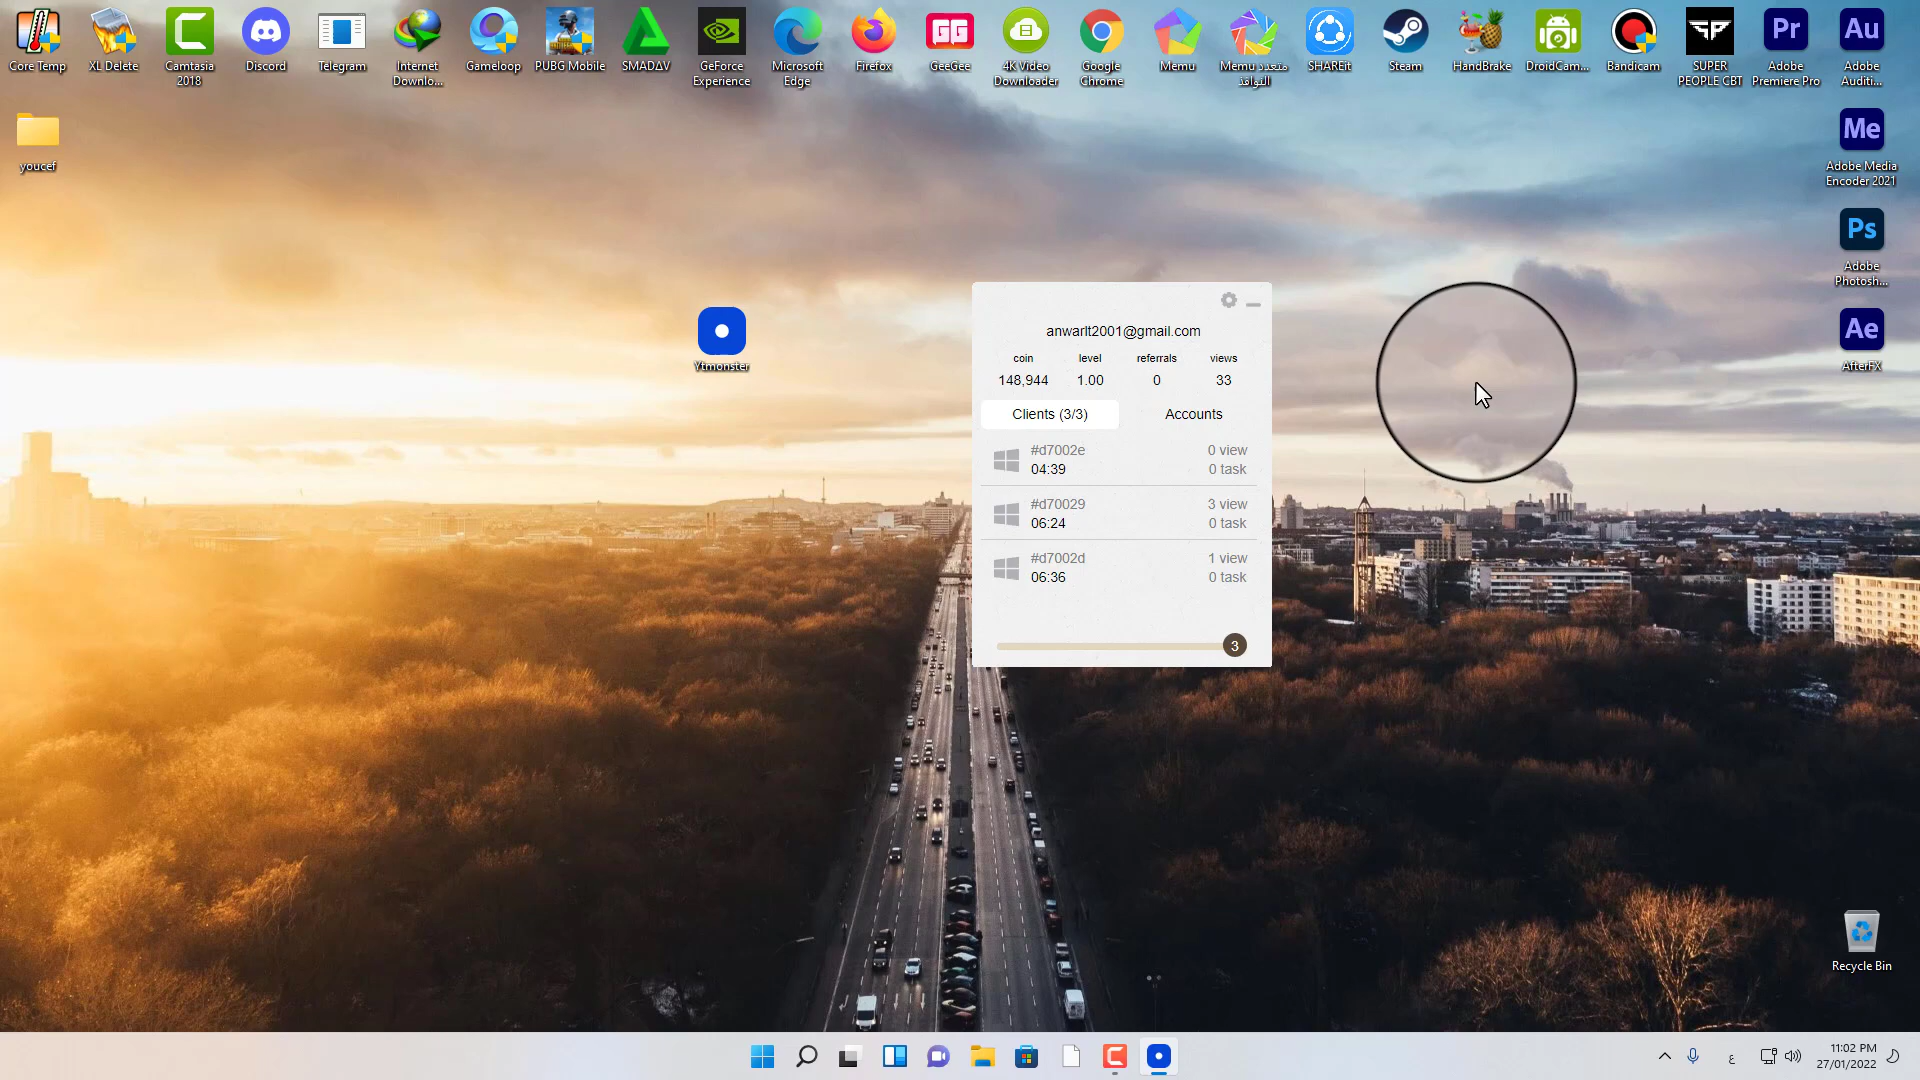 Core Temp
XL Delete
Camtasia
2018
Discord
Telegram
Internet
Downlo...
Gameloop
PUBG Mobile
SMADAV
GeForce
Experience
Microsoft
Edge
Firefox
GeeGee
4K Video
Downloader
Google
Chrome
Memu
Memu متعدد
النوافذ
SHAREit
Steam
HandBrake
DroidCam...
Bandicam
SUPER
PEOPLE CBT
Pr
Adobe
Premiere Pro
Au
Adobe
Auditi...
youcef
Me
Adobe Media
Encoder 2021
Ps
Adobe
Photosh...
Ae
AfterFX
Ytmonster
anwarlt2001@gmail.com
coin level referrals views
148,944 1.00 0 33
Clients (3/3) Accounts
#d7002e 0 view
04:39 0 task
#d70029 3 view
06:24 0 task
#d7002d 1 view
06:36 0 task
3
Recycle Bin
ع
11:02 PM
27/01/2022